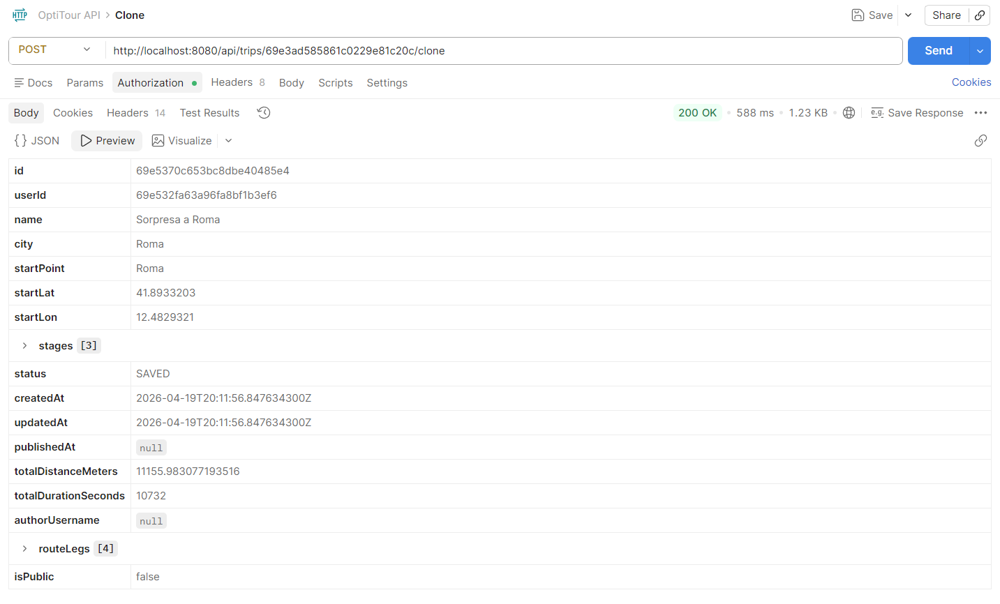 HTTP OptiTour API > Clone Save Share
POST http://localhost:8080/api/trips/69e3ad585861c0229e81c20c/clone Send
Docs Params Authorization Headers 8 Body Scripts Settings Cookies
Body Cookies Headers 14 Test Results 200 OK • 588 ms • 1.23 KB • e.g. Save Response •••
{} JSON Preview Visualize
id 69e5370c653bc8dbe40485e4
userId 69e532fa63a96fa8bf1b3ef6
name Sorpresa a Roma
city Roma
startPoint Roma
startLat 41.8933203
startLon 12.4829321
stages [3]
status SAVED
createdAt 2026-04-19T20:11:56.847634300Z
updatedAt 2026-04-19T20:11:56.847634300Z
publishedAt null
totalDistanceMeters 11155.983077193516
totalDurationSeconds 10732
authorUsername null
routeLegs [4]
isPublic false